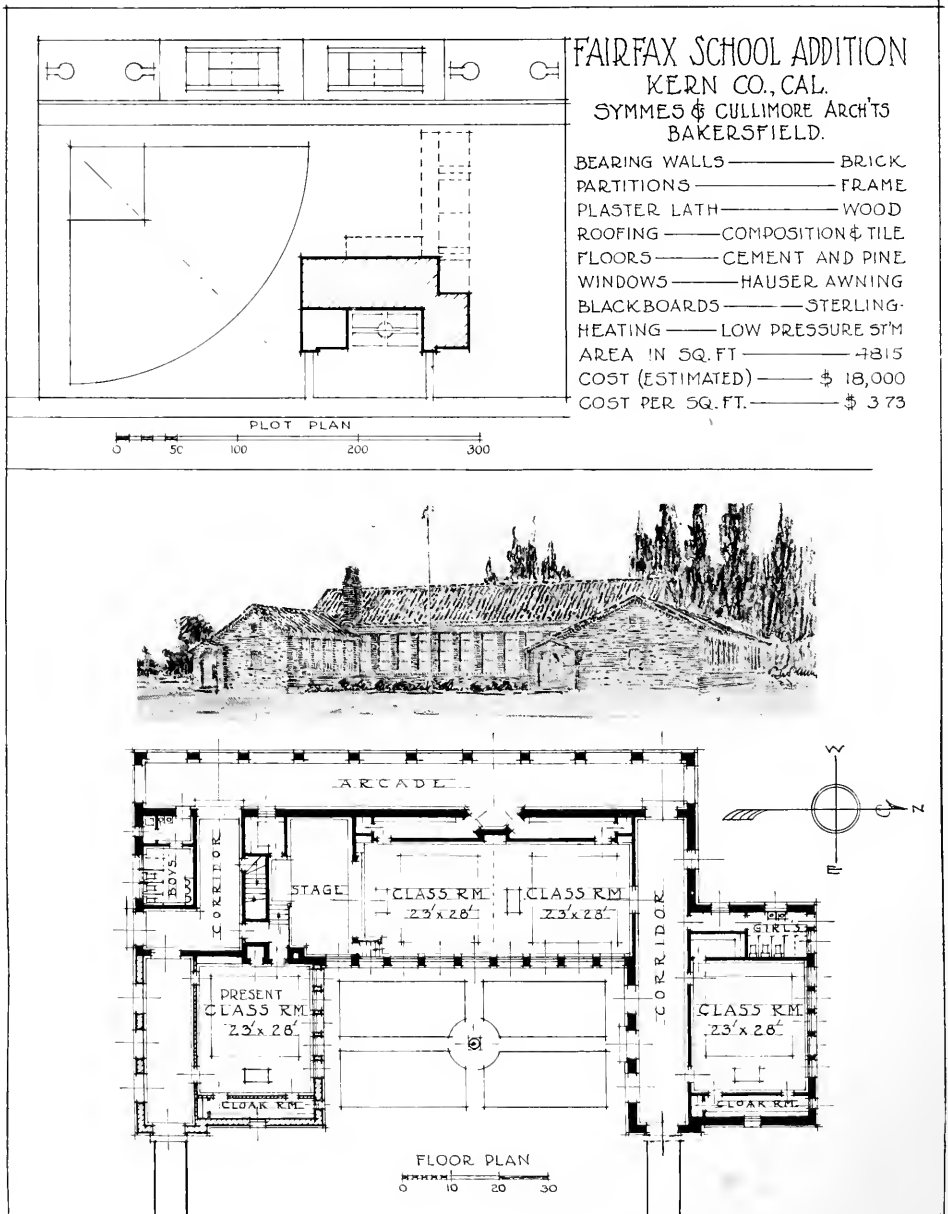 FAIRFAX SCHOOL ADDITION
KERN CO., CAL.
SYMMES & CULLIMORE ARCH'TS
BAKERSFIELD.
BEARING WALLS — BRICK
PARTITIONS — FRAME
PLASTER LATH — WOOD
ROOFING — COMPOSITION & TILE
FLOORS — CEMENT AND PINE
WINDOWS — HAUSER AWNING
BLACKBOARDS — STERLING
HEATING — LOW PRESSURE ST'M
AREA IN SQ. FT — 4815
COST (ESTIMATED) — $ 18,000
COST PER SQ. FT. — $ 3 73
PLOT PLAN
0 50 100 200 300
ARCADE
W
N
E
BOYS
CORRIDOR
STAGE
CLASS RM
23' x 28'
CLASS RM
23' x 28'
CORRIDOR
GIRLS
PRESENT
CLASS RM
23' x 28'
CLASS RM
23' x 28'
CLOAK RM
CLOAK RM
FLOOR PLAN
0 10 20 30